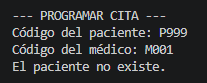 --- PROGRAMAR CITA ---
Código del paciente: P999
Código del médico: M001
El paciente no existe.